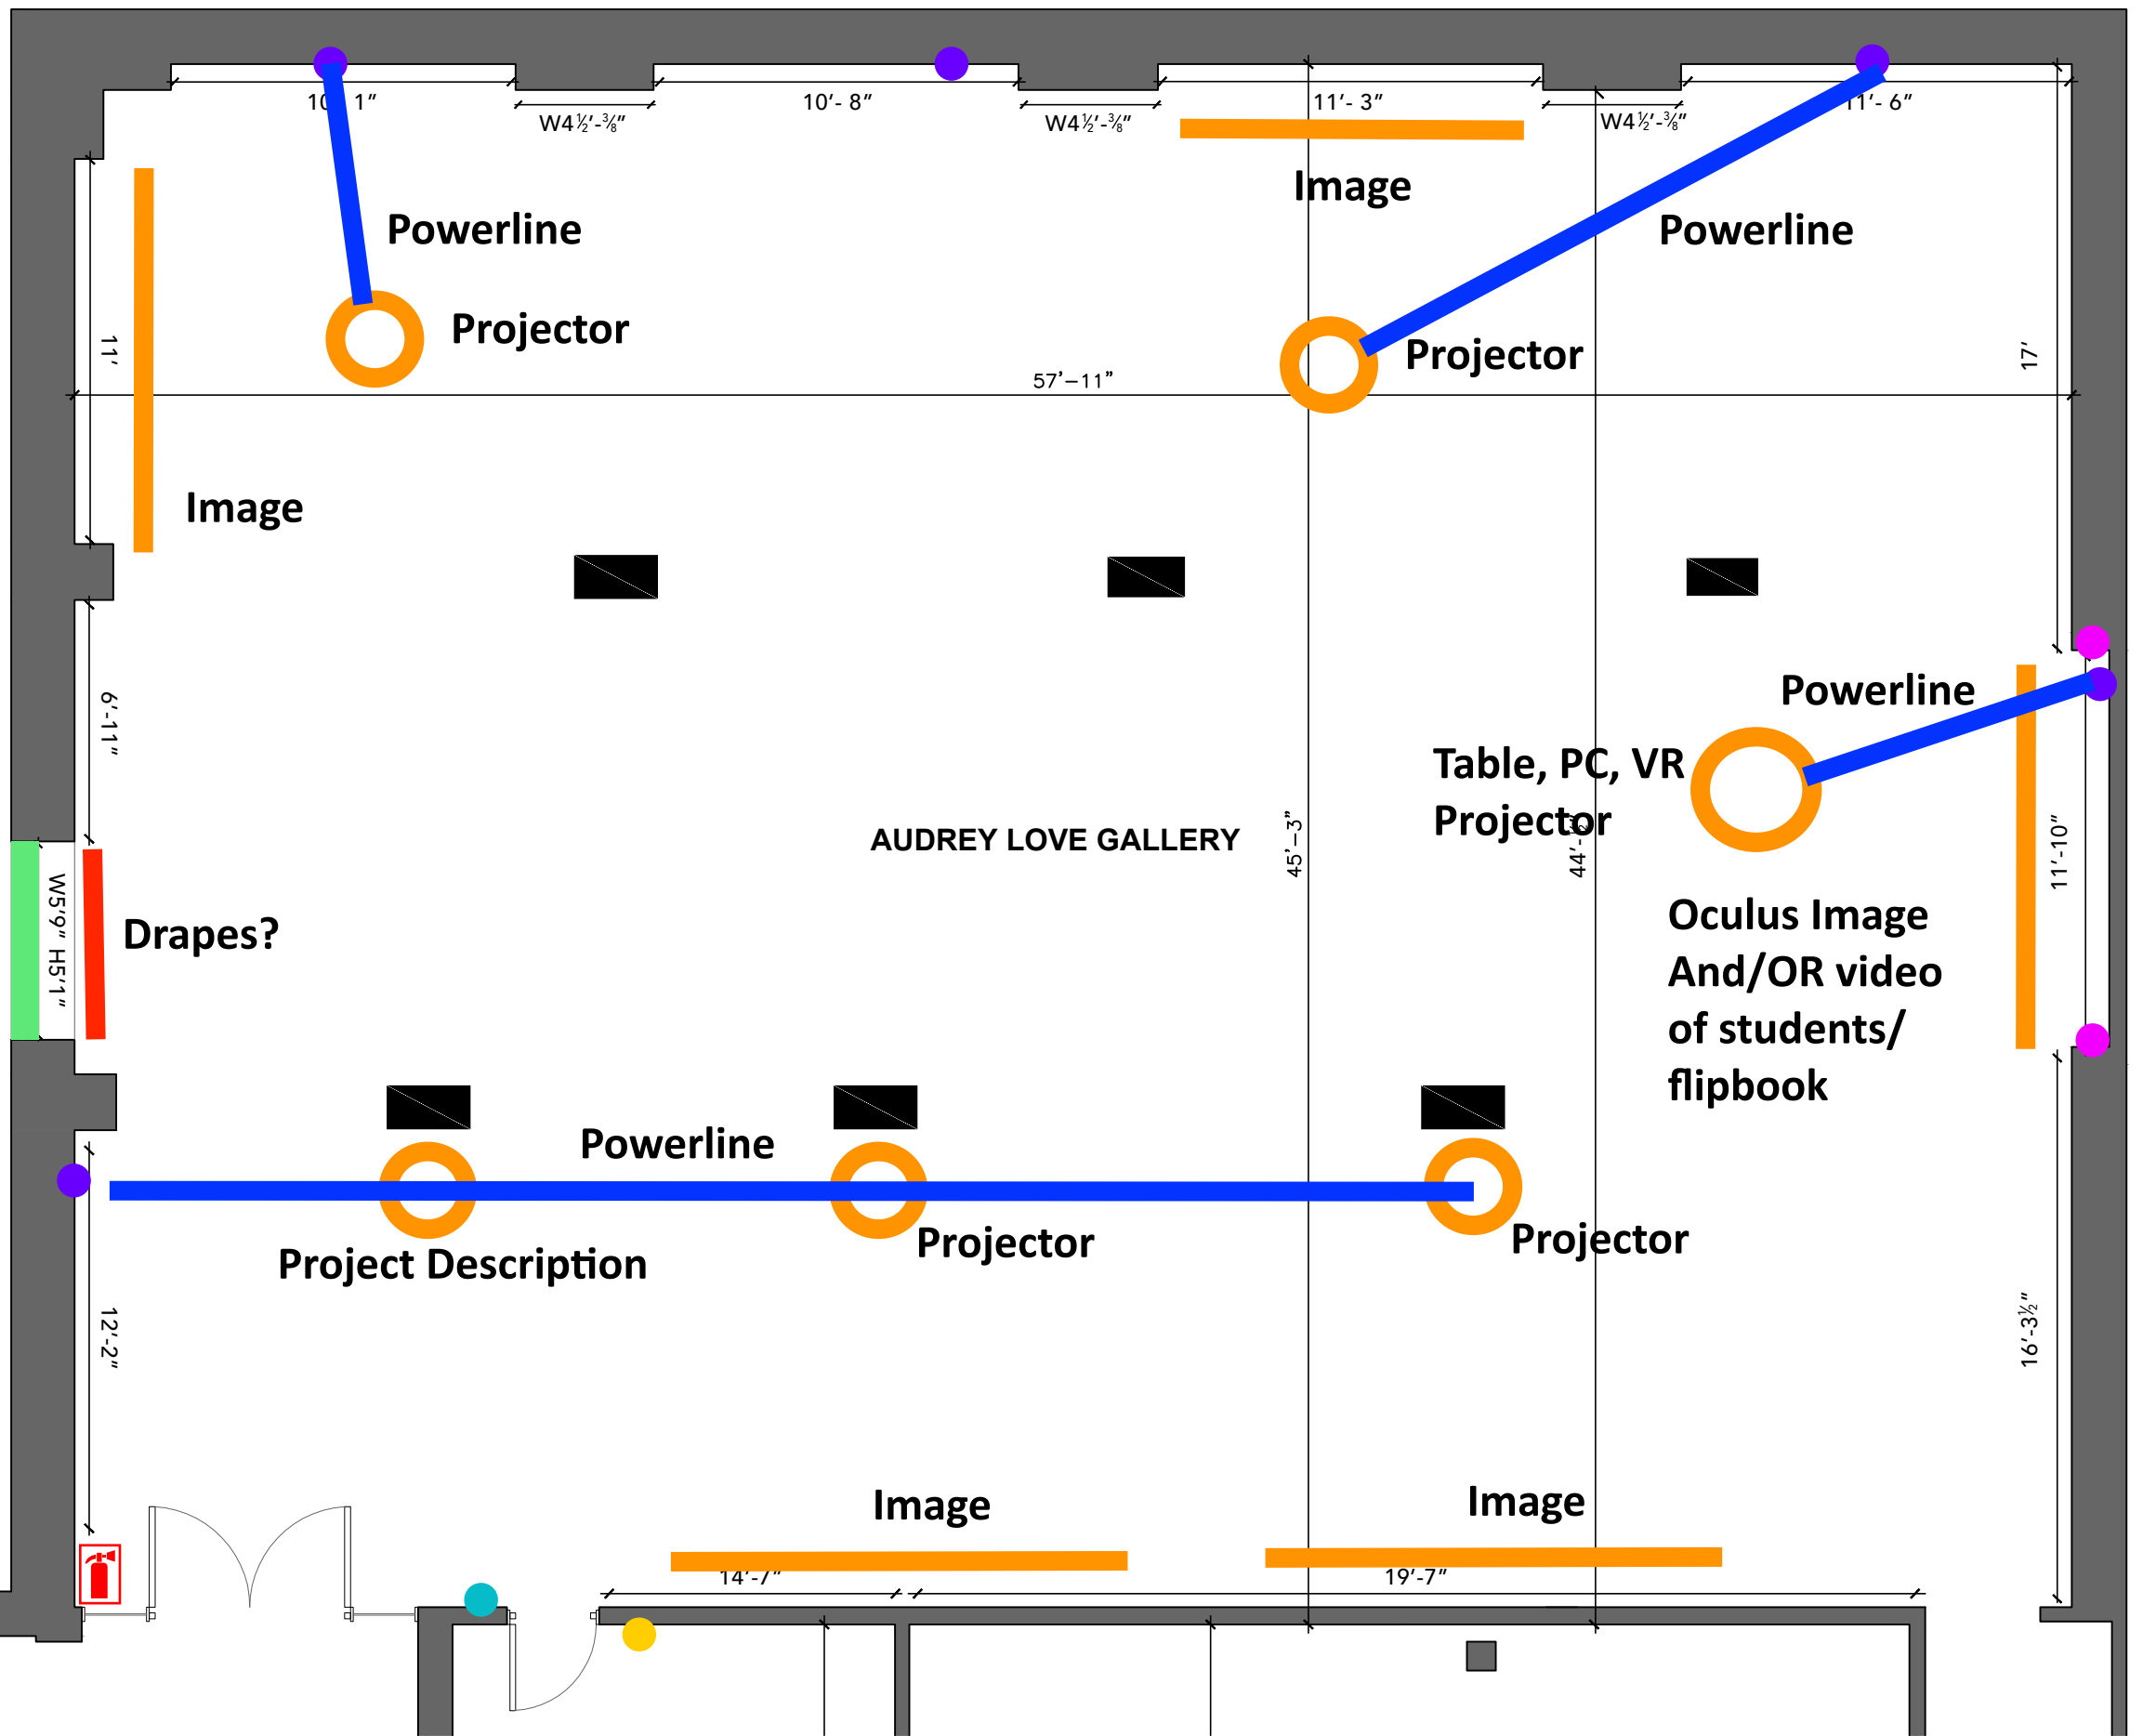 11'- 3"
11'- 6"
10'- 8"
W4½'-⅜"
W4½'-⅜"
W4½'-⅜"
Image
Powerline
Powerline
Projector
Projector
11'
17'
57'–11"
Image
6'-11"
Powerline
Table, PC, VR
Projector
AUDREY LOVE GALLERY
45'–3"
11'-10"
W5'9" H5'1"
Drapes?
Oculus Image
And/OR video
of students/
flipbook
Powerline
Projector
Projector
Project Description
12'-2"
16'-3½"
Image
Image
14'-7"
19'-7"